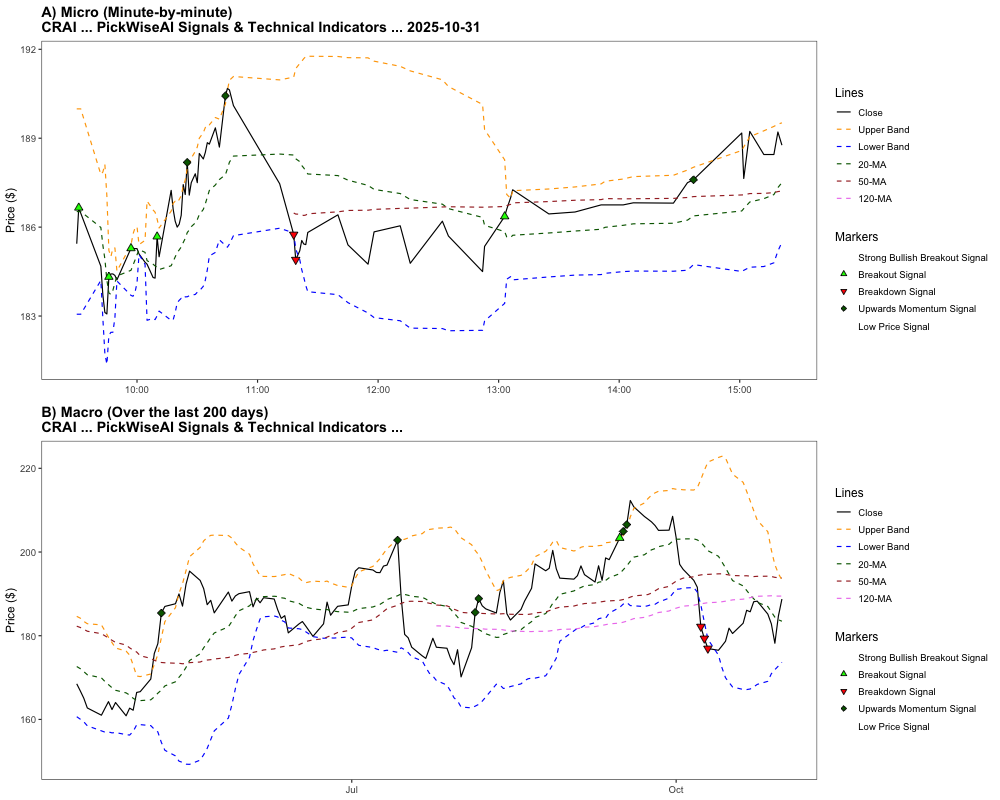 A) Micro (Minute-by-minute)
CRAI ... PickWiseAI Signals & Technical Indicators ... 2025-10-31
192
189
186
183
Price ($)
10:00
11:00
12:00
13:00
14:00
15:00
Lines
Close
Upper Band
Lower Band
20-MA
50-MA
120-MA
Markers
Strong Bullish Breakout Signal
Breakout Signal
Breakdown Signal
Upwards Momentum Signal
Low Price Signal
B) Macro (Over the last 200 days)
CRAI ... PickWiseAI Signals & Technical Indicators ...
220
200
180
160
Price ($)
Jul
Oct
Lines
Close
Upper Band
Lower Band
20-MA
50-MA
120-MA
Markers
Strong Bullish Breakout Signal
Breakout Signal
Breakdown Signal
Upwards Momentum Signal
Low Price Signal